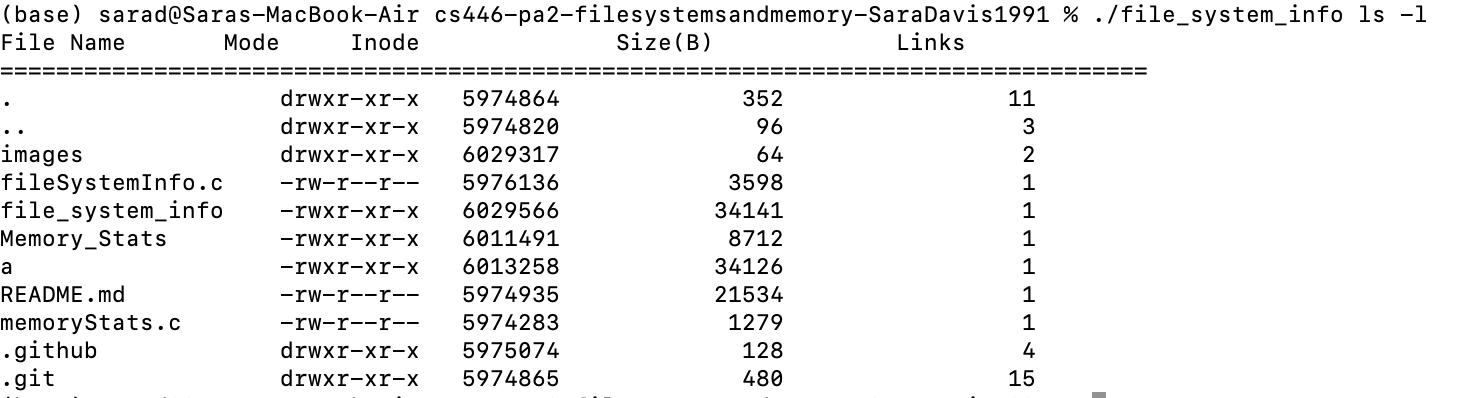 (base) sarad@Saras-MacBook-Air cs446-pa2-filesystemsandmemory-SaraDavis1991 % ./file_system_info ls -l
File Name       Mode     Inode              Size(B)             Links
==================================================================================
.                   drwxr-xr-x   5974864             352                11
..                  drwxr-xr-x   5974820              96                 3
images              drwxr-xr-x   6029317              64                 2
fileSystemInfo.c    -rw-r--r--   5976136            3598                 1
file_system_info    -rwxr-xr-x   6029566           34141                 1
Memory_Stats        -rwxr-xr-x   6011491            8712                 1
a                   -rwxr-xr-x   6013258           34126                 1
README.md           -rw-r--r--   5974935           21534                 1
memoryStats.c       -rw-r--r--   5974283            1279                 1
.github             drwxr-xr-x   5975074             128                 4
.git                drwxr-xr-x   5974865             480                15